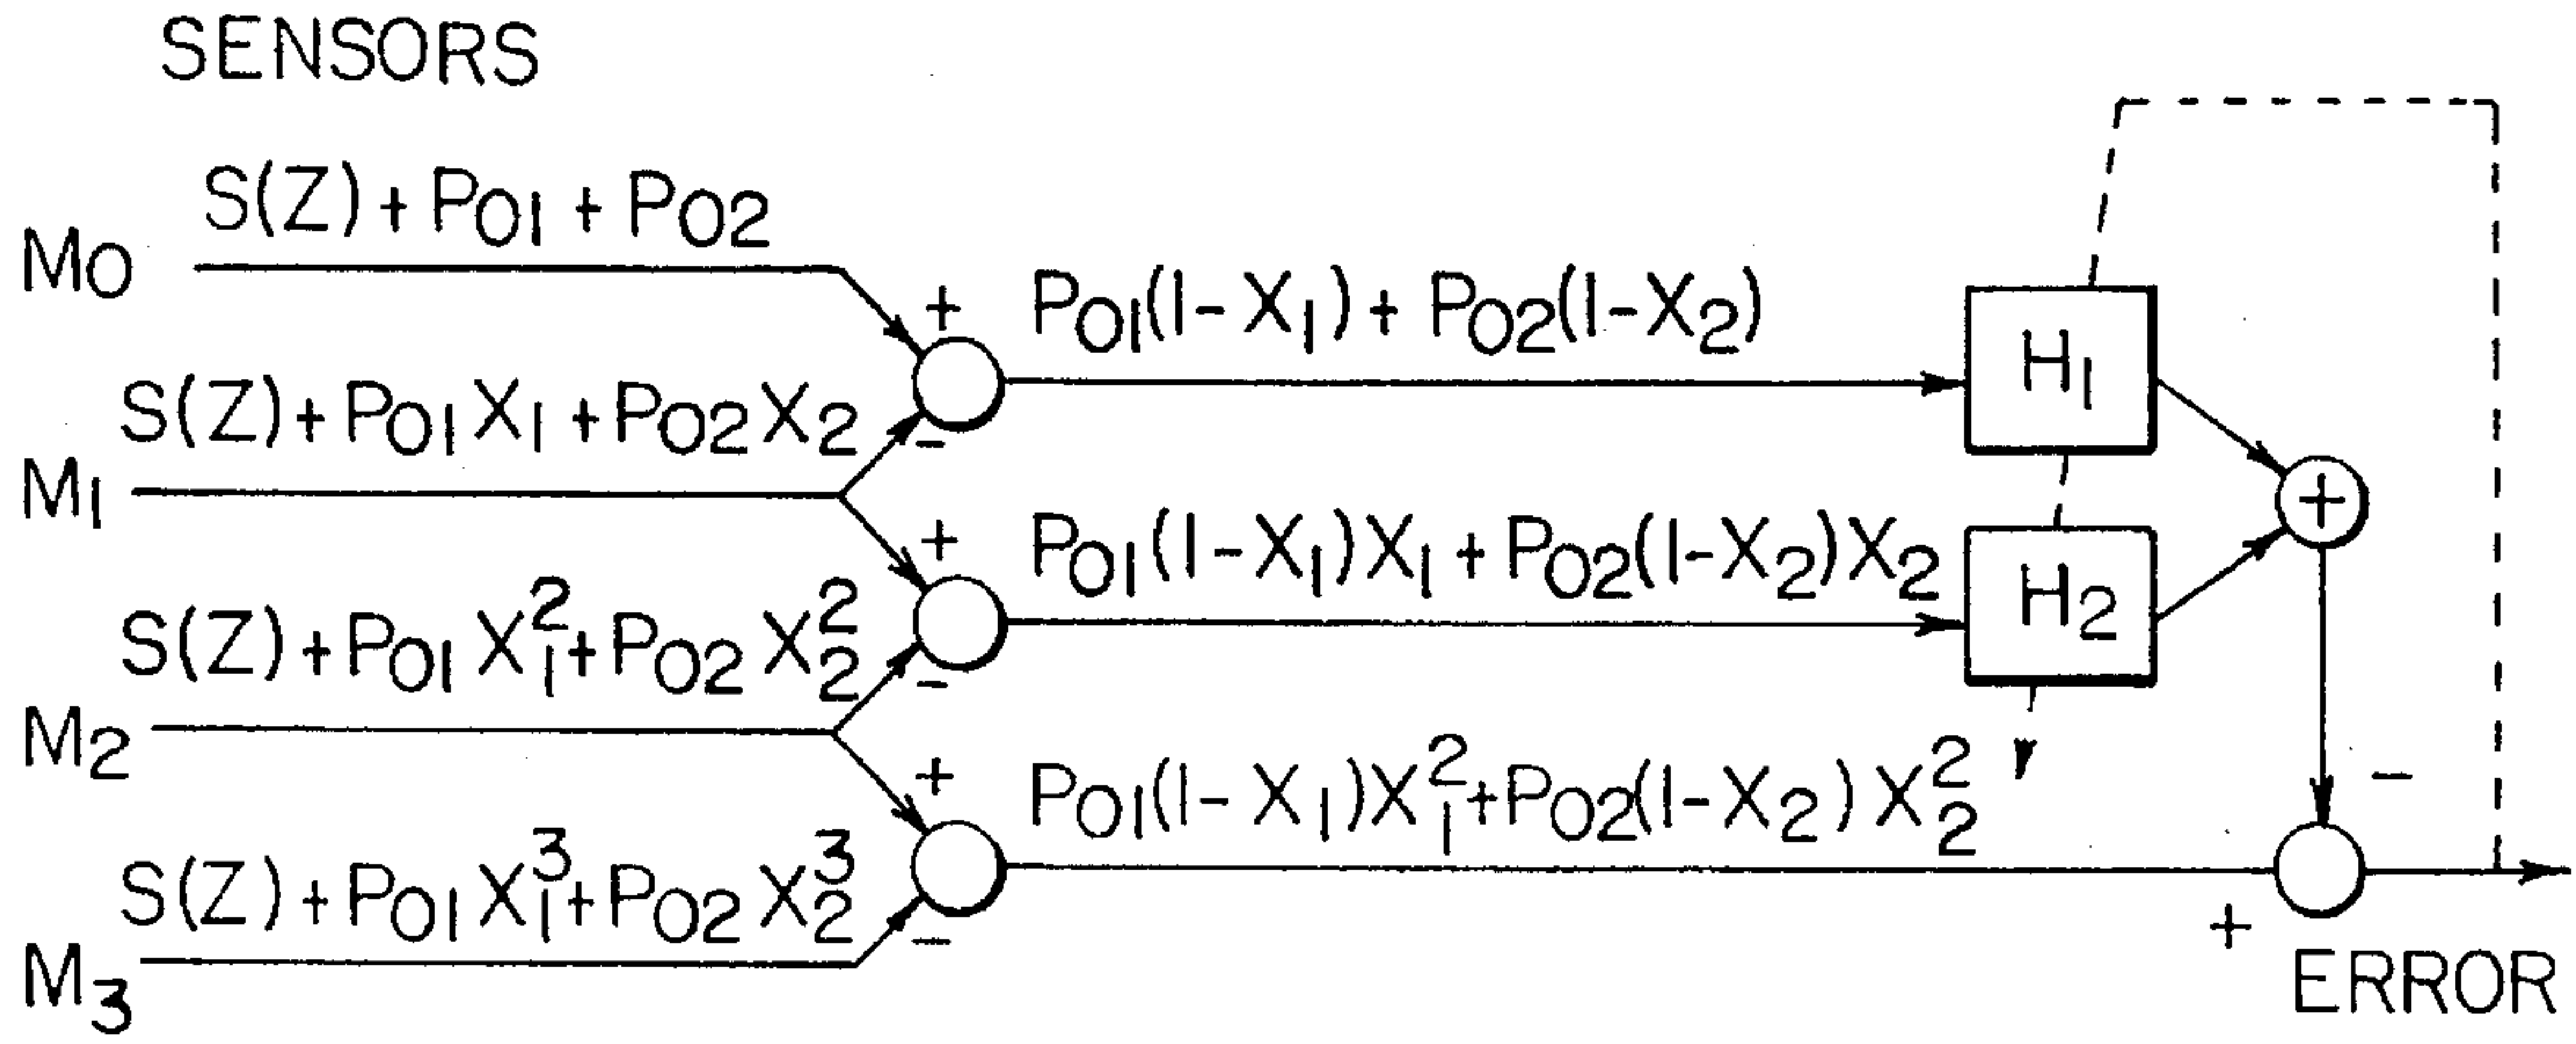 SENSORS
S(Z) + P01 + P02
M0
+
P01(1-X1) + P02(1-X2)
H1
S(Z) + P01 X1 + P02 X2
-
M1
+
+
P01(1-X1)X1 + P02(1-X2)X2
H2
S(Z) + P01 X1^2 + P02 X2^2
-
M2
+
P01(1-X1)X1^2 + P02(1-X2)X2^2
-
S(Z) + P01 X1^3 + P02 X2^3
-
+
M3
ERROR